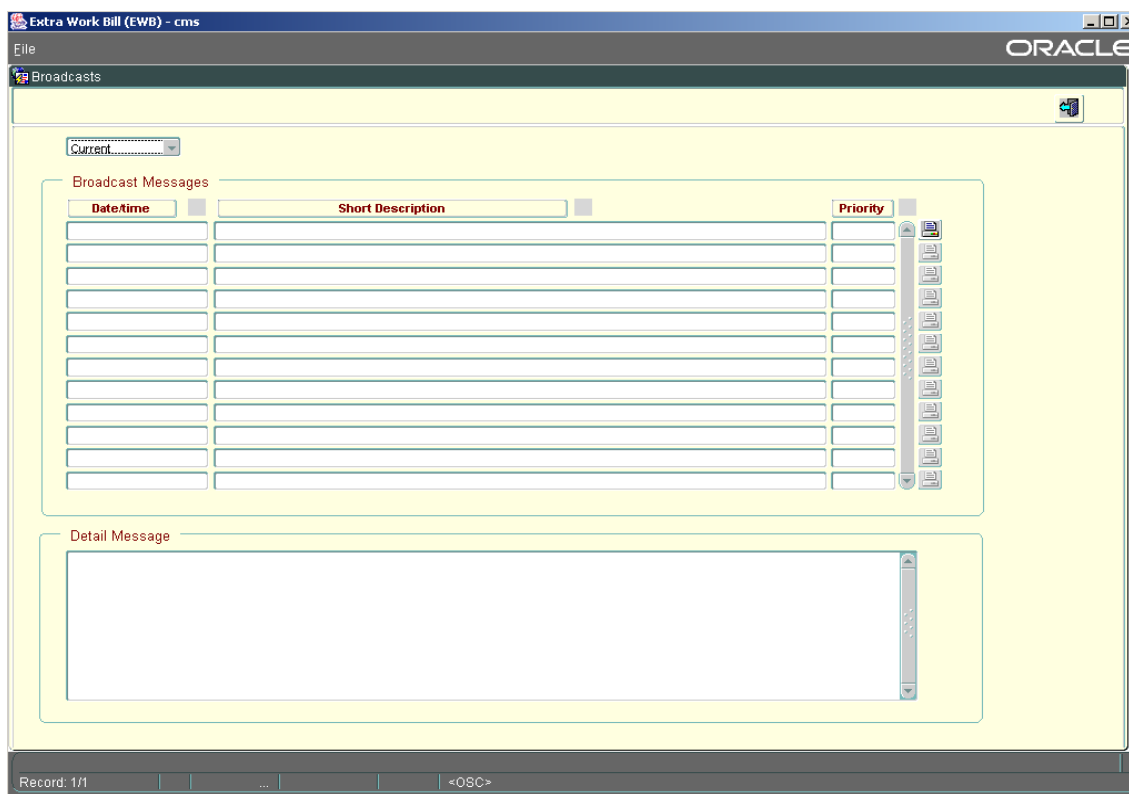 Extra Work Bill (EWB) - cms
File
ORACLE
Broadcasts
Current
Broadcast Messages
Date/time Short Description Priority
Detail Message
Record: 1/1 ... <OSC>